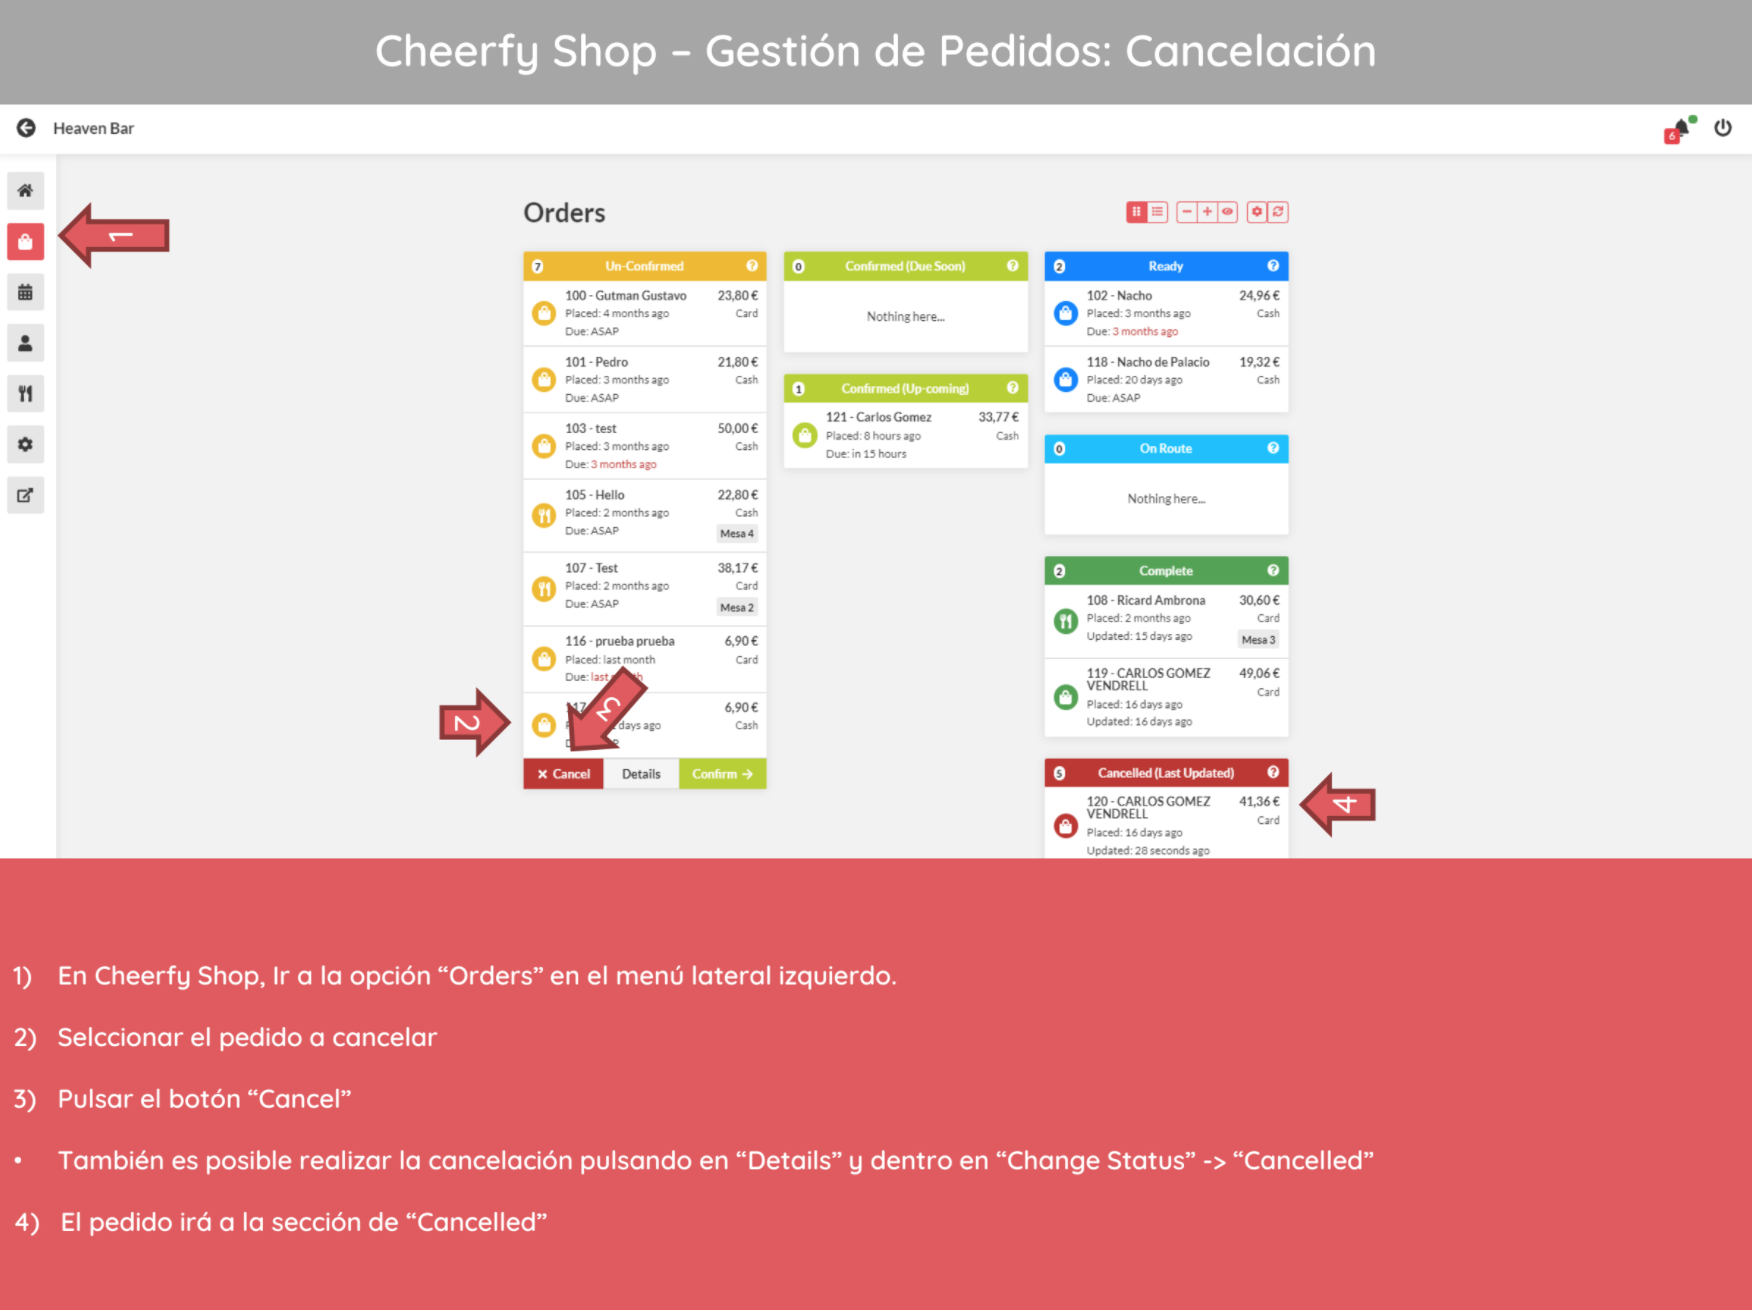 Cheerfy Shop – Gestión de Pedidos: Cancelación
Heaven Bar
6
1
Orders
7 Un-Confirmed
100 - Gutman Gustavo 23,80 €
Placed: 4 months ago Card
Due: ASAP
101 - Pedro 21,80 €
Placed: 3 months ago Cash
Due: ASAP
103 - test 50,00 €
Placed: 3 months ago Cash
Due: 3 months ago
105 - Hello 22,80 €
Placed: 2 months ago Cash
Due: ASAP
Mesa 4
107 - Test 38,17 €
Placed: 2 months ago Card
Due: ASAP
Mesa 2
116 - prueba prueba 6,90 €
Placed: last month Card
Due: last
3
2
6,90 €
days ago Cash
Cancel Details Confirm →
0 Confirmed (Due Soon)
Nothing here...
1 Confirmed (Up-coming)
121 - Carlos Gomez 33,77 €
Placed: 8 hours ago Cash
Due: in 15 hours
2 Ready
102 - Nacho 24,96 €
Placed: 3 months ago Cash
Due: 3 months ago
118 - Nacho de Palacio 19,32 €
Placed: 20 days ago Cash
Due: ASAP
0 On Route
Nothing here...
2 Complete
108 - Ricard Ambrona 30,60 €
Placed: 2 months ago Card
Updated: 15 days ago Mesa 3
119 - CARLOS GOMEZ 49,06 €
VENDRELL Card
Placed: 16 days ago
Updated: 16 days ago
5 Cancelled (Last Updated)
120 - CARLOS GOMEZ 41,36 €
VENDRELL Card
Placed: 16 days ago
Updated: 28 seconds ago
4
1) En Cheerfy Shop, Ir a la opción “Orders” en el menú lateral izquierdo.
2) Selccionar el pedido a cancelar
3) Pulsar el botón “Cancel”
• También es posible realizar la cancelación pulsando en “Details” y dentro en “Change Status” -> “Cancelled”
4) El pedido irá a la sección de “Cancelled”